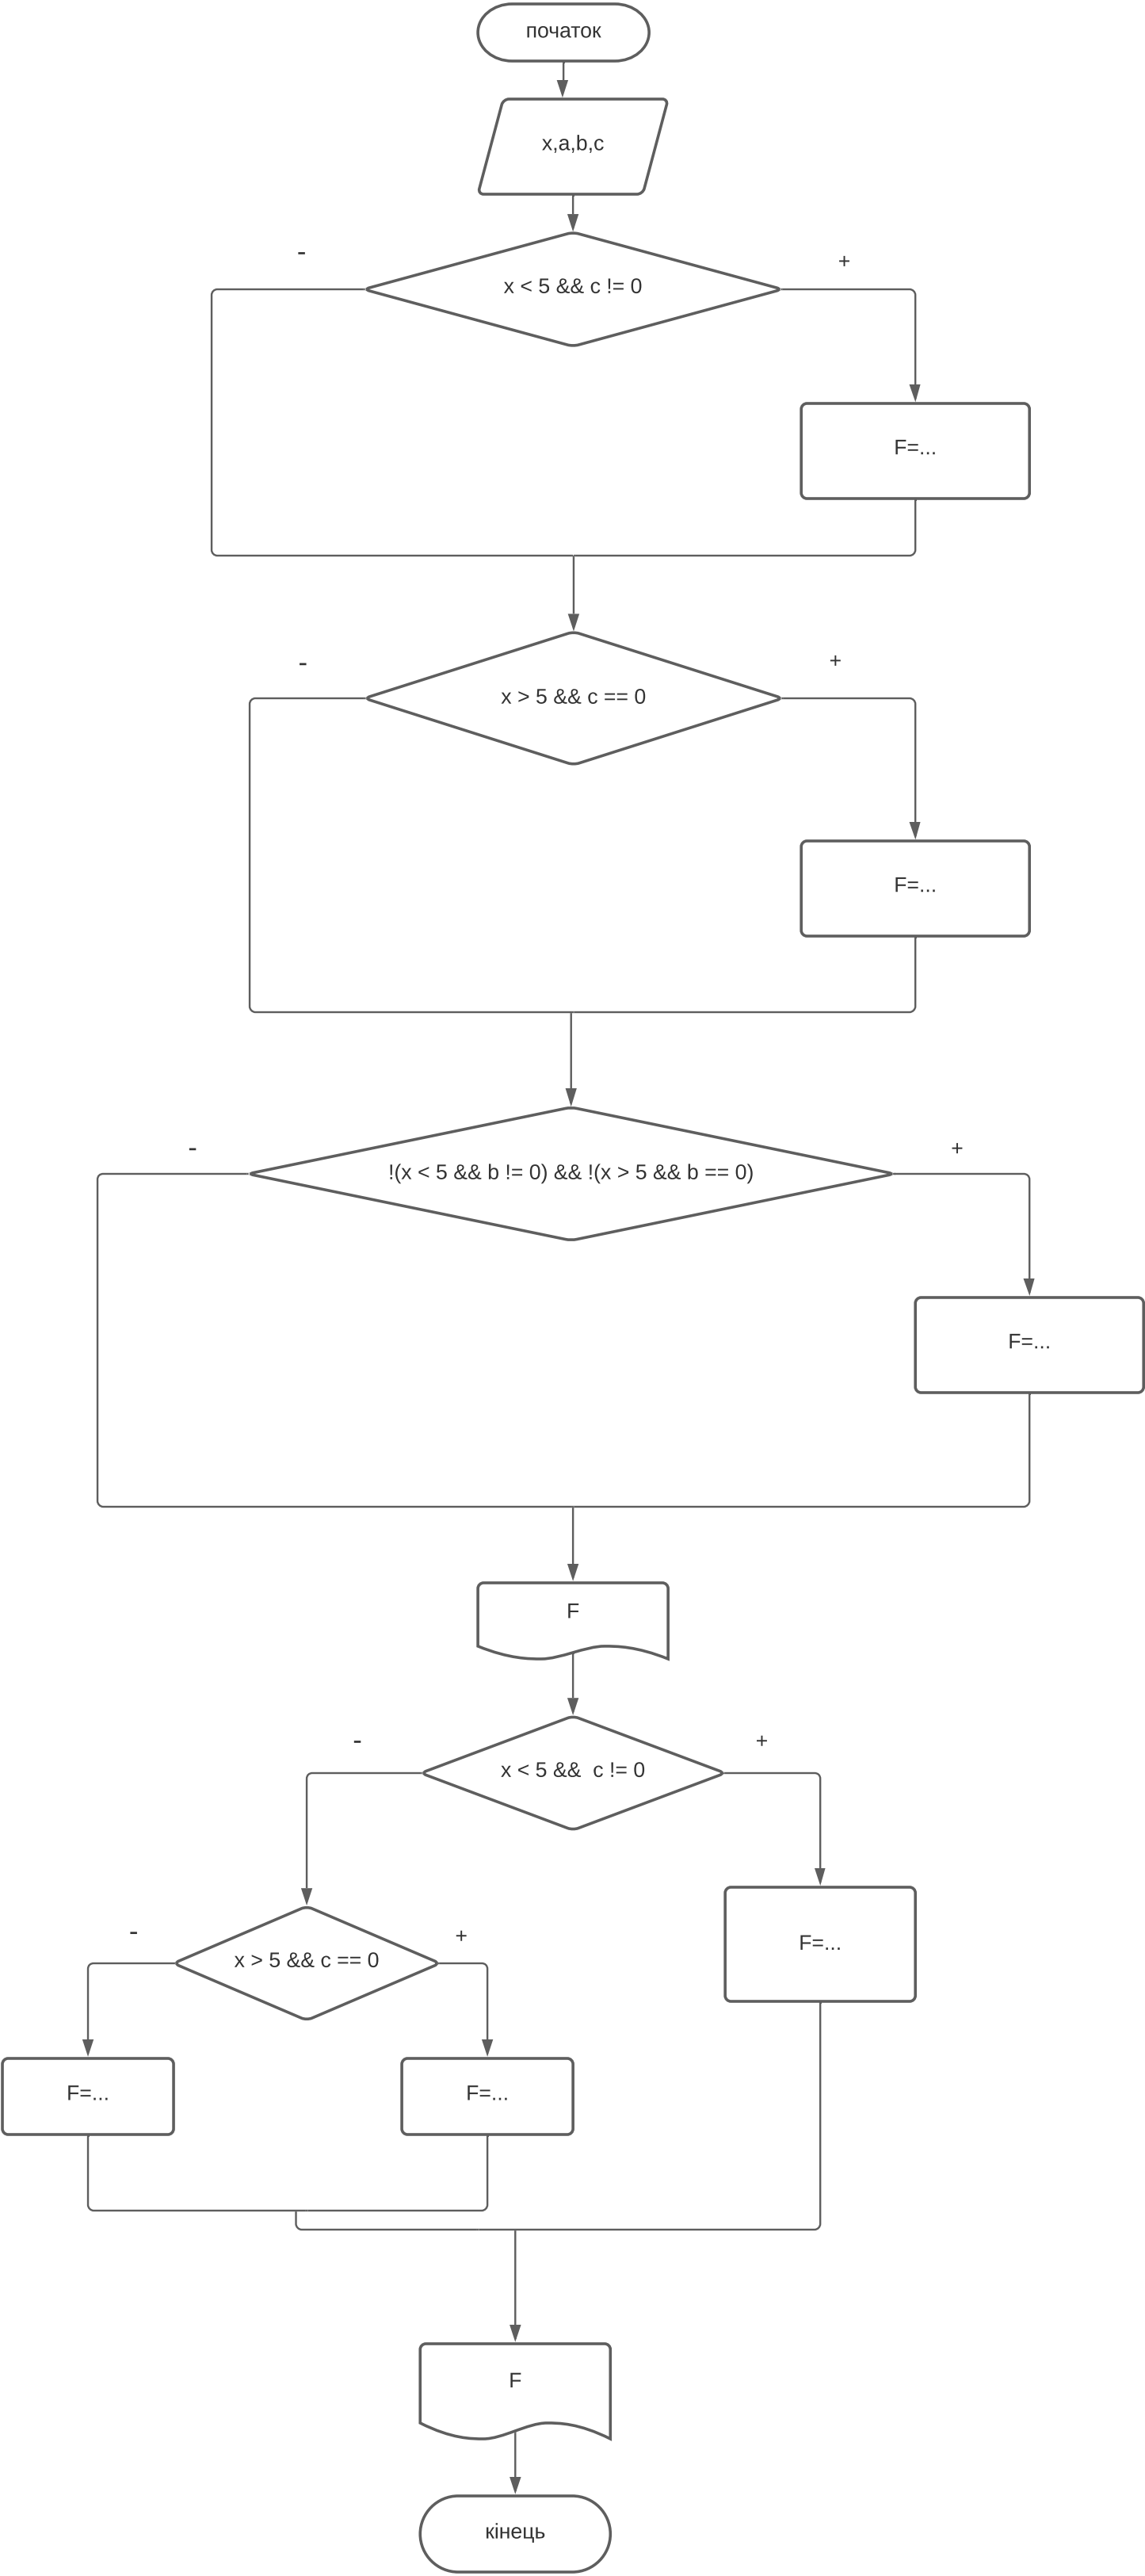 початок
x,a,b,c
- +
x < 5 && c != 0
F=...
- +
x > 5 && c == 0
F=...
- +
!(x < 5 && b != 0) && !(x > 5 && b == 0)
F=...
F
- +
x < 5 &&  c != 0
- +
F=...
x > 5 && c == 0
F=... F=...
F
кінець